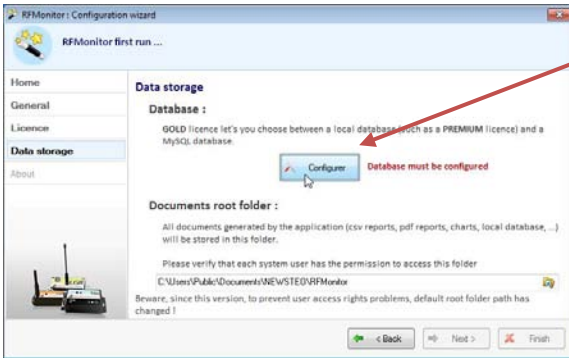 RFMonitor : Configuration wizard
RFMonitor first run ...
Home
General
Licence
Data storage
About
Data storage
Database :
GOLD licence let's you choose between a local database (such as a PREMIUM licence) and a
MySQL database.
Configurer
Database must be configured
Documents root folder :
All documents generated by the application (csv reports, pdf reports, charts, local database, ...)
will be stored in this folder.
Please verify that each system user has the permission to access this folder
C:\Users\Public\Documents\NEWSTEO\RFMonitor
Beware, since this version, to prevent user access rights problems, default root folder path has
changed !
< Back
Next >
Finish